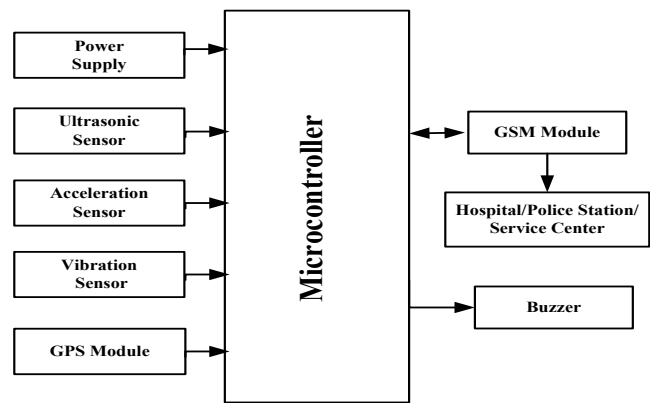 Power
Supply
Ultrasonic
Sensor
Acceleration
Sensor
Vibration
Sensor
GPS Module
Microcontroller
GSM Module
Hospital/Police Station/
Service Center
Buzzer